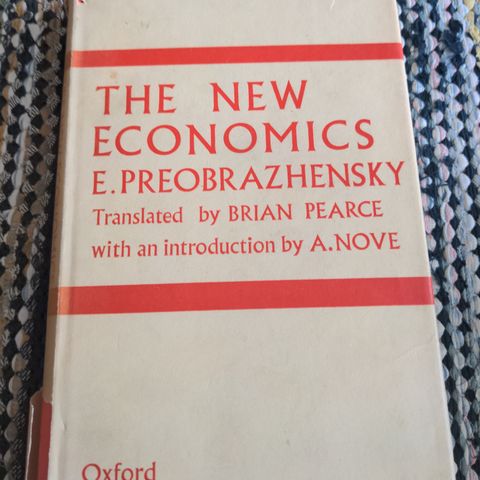 THE NEW
ECONOMICS
E. PREOBRAZHENSKY
Translated by BRIAN PEARCE
with an introduction by A. NOVE
Oxford